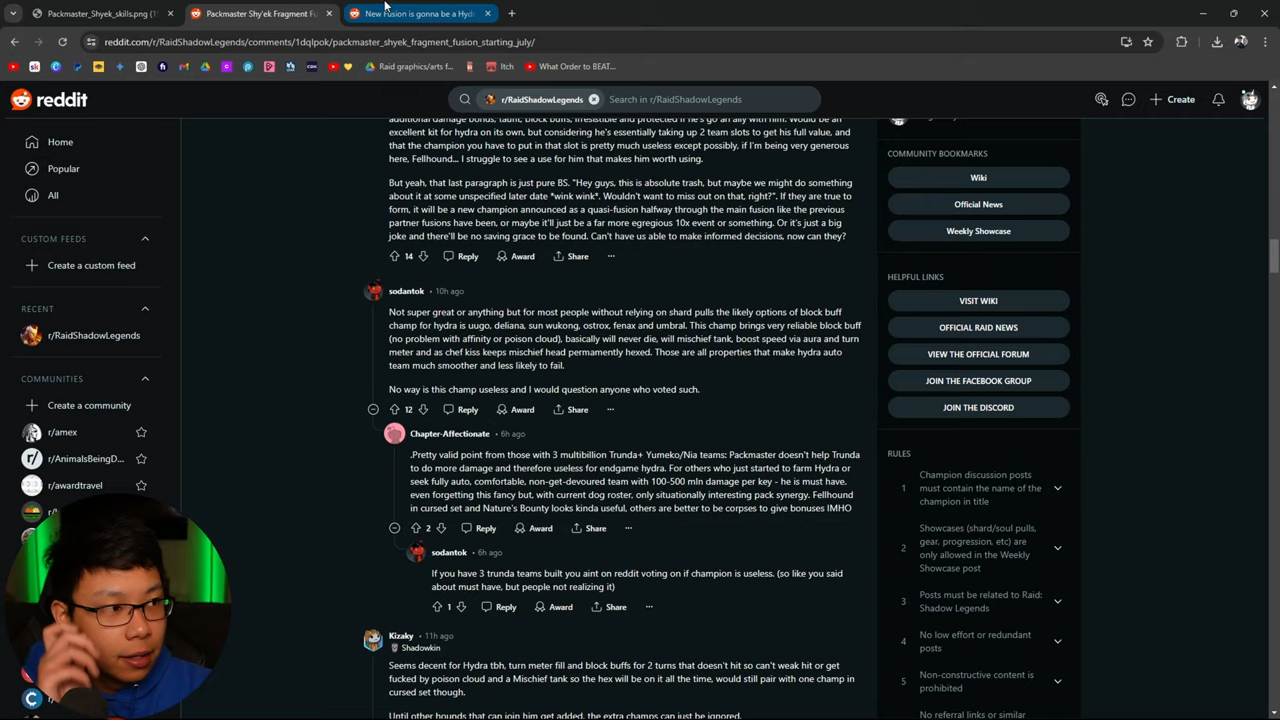 Packmaster_Shyek_skills.png (T
Packmaster Sh'yek Fragment Fu
New Fusion is gonna be a Hyd
reddit.com/r/RaidShadowLegends/comments/1dqlpok/packmaster_shyek_fragment_fusion_starting_july/
Raid graphics/arts f...
Itch
What Order to BEAT...
reddit
r/RaidShadowLegends
Search in r/RaidShadowLegends
Create
Home
Popular
All
CUSTOM FEEDS
Create a custom feed
RECENT
r/RaidShadowLegends
COMMUNITIES
Create a community
r/amex
r/AnimalsBeingD...
r/awardtravel
additional damage bonds, taunt, block buffs, irresistible and protected if he's go an ally with him. Would be an
excellent kit for hydra on its own, but considering he's essentially taking up 2 team slots to get his full value, and
that the champion you have to put in that slot is pretty much useless except possibly, if I'm being very generous
here, Fellhound... I struggle to see a use for him that makes him worth using.
But yeah, that last paragraph is just pure BS. "Hey guys, this is absolute trash, but maybe we might do something
about it at some unspecified later date *wink wink*. Wouldn't want to miss out on that, right?". If they are true to
form, it will be a new champion announced as a quasi-fusion halfway through the main fusion like the previous
partner fusions have been, or maybe it'll just be a far more egregious 10x event or something. Or it's just a big
joke and there'll be no saving grace to be found. Can't have us able to make informed decisions, now can they?
14
Reply
Award
Share
sodantok • 10h ago
Not super great or anything but for most people without relying on shard pulls the likely options of block buff
champ for hydra is uugo, deliana, sun wukong, ostrox, fenax and umbral. This champ brings very reliable block buff
(no problem with affinity or poison cloud), basically will never die, will mischief tank, boost speed via aura and turn
meter and as chef kiss keeps mischief head permamently hexed. Those are all properties that make hydra auto
team much smoother and less likely to fail.
No way is this champ useless and I would question anyone who voted such.
12
Reply
Award
Share
Chapter-Affectionate • 6h ago
.Pretty valid point from those with 3 multibillion Trunda+ Yumeko/Nia teams: Packmaster doesn't help Trunda
to do more damage and therefore useless for endgame hydra. For others who just started to farm Hydra or
seek fully auto, comfortable, non-get-devoured team with 100-500 mln damage per key - he is must have.
even forgetting this fancy but, with current dog roster, only situationally interesting pack synergy. Fellhound
in cursed set and Nature's Bounty looks kinda useful, others are better to be corpses to give bonuses IMHO
2
Reply
Award
Share
sodantok • 6h ago
If you have 3 trunda teams built you aint on reddit voting on if champion is useless. (so like you said
about must have, but people not realizing it)
1
Reply
Award
Share
Kizaky • 11h ago
Shadowkin
Seems decent for Hydra tbh, turn meter fill and block buffs for 2 turns that doesn't hit so can't weak hit or get
fucked by poison cloud and a Mischief tank so the hex will be on it all the time, would still pair with one champ in
cursed set though.
Until other hounds that can join him get added, the extra champs can just be ignored.
COMMUNITY BOOKMARKS
Wiki
Official News
Weekly Showcase
HELPFUL LINKS
VISIT WIKI
OFFICIAL RAID NEWS
VIEW THE OFFICIAL FORUM
JOIN THE FACEBOOK GROUP
JOIN THE DISCORD
RULES
1
Champion discussion posts
must contain the name of the
champion in title
2
Showcases (shard/soul pulls,
gear, progression, etc) are
only allowed in the Weekly
Showcase post
3
Posts must be related to Raid:
Shadow Legends
4
No low effort or redundant
posts
5
Non-constructive content is
prohibited
No referral links or similar